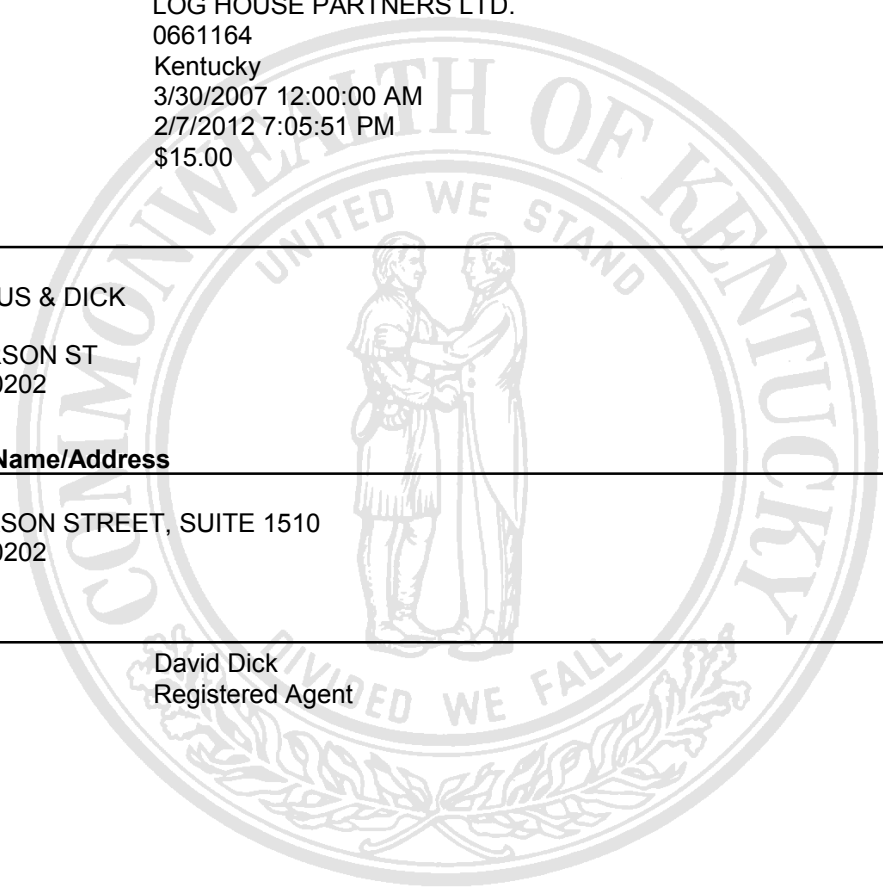 LOG HOUSE PARTNERS LTD.
0661164
Kentucky
3/30/2007 12:00:00 AM
2/7/2012 7:05:51 PM
$15.00
COMMONWEALTH OF KENTUCKY
UNITED WE STAND
US & DICK
SON ST
0202
Name/Address
SON STREET, SUITE 1510
0202
David Dick
Registered Agent
DIVIDED WE FALL